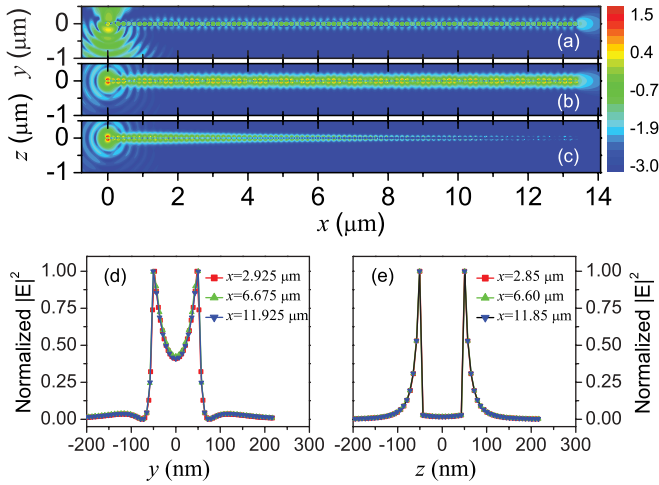 y (μm)
0
-1
(a)
0
-1
(b)
z (μm)
0
-1
(c)
0 2 4 6 8 10 12 14
x (μm)
1.5
0.4
-0.7
-1.9
-3.0
(d)
Normalized |E|²
1.00
0.75
0.50
0.25
0.00
x=2.925 μm
x=6.675 μm
x=11.925 μm
-200 -100 0 100 200 300
y (nm)
(e)
x=2.85 μm
x=6.60 μm
x=11.85 μm
1.00
0.75
0.50
0.25
0.00
Normalized |E|²
-200 -100 0 100 200 300
z (nm)